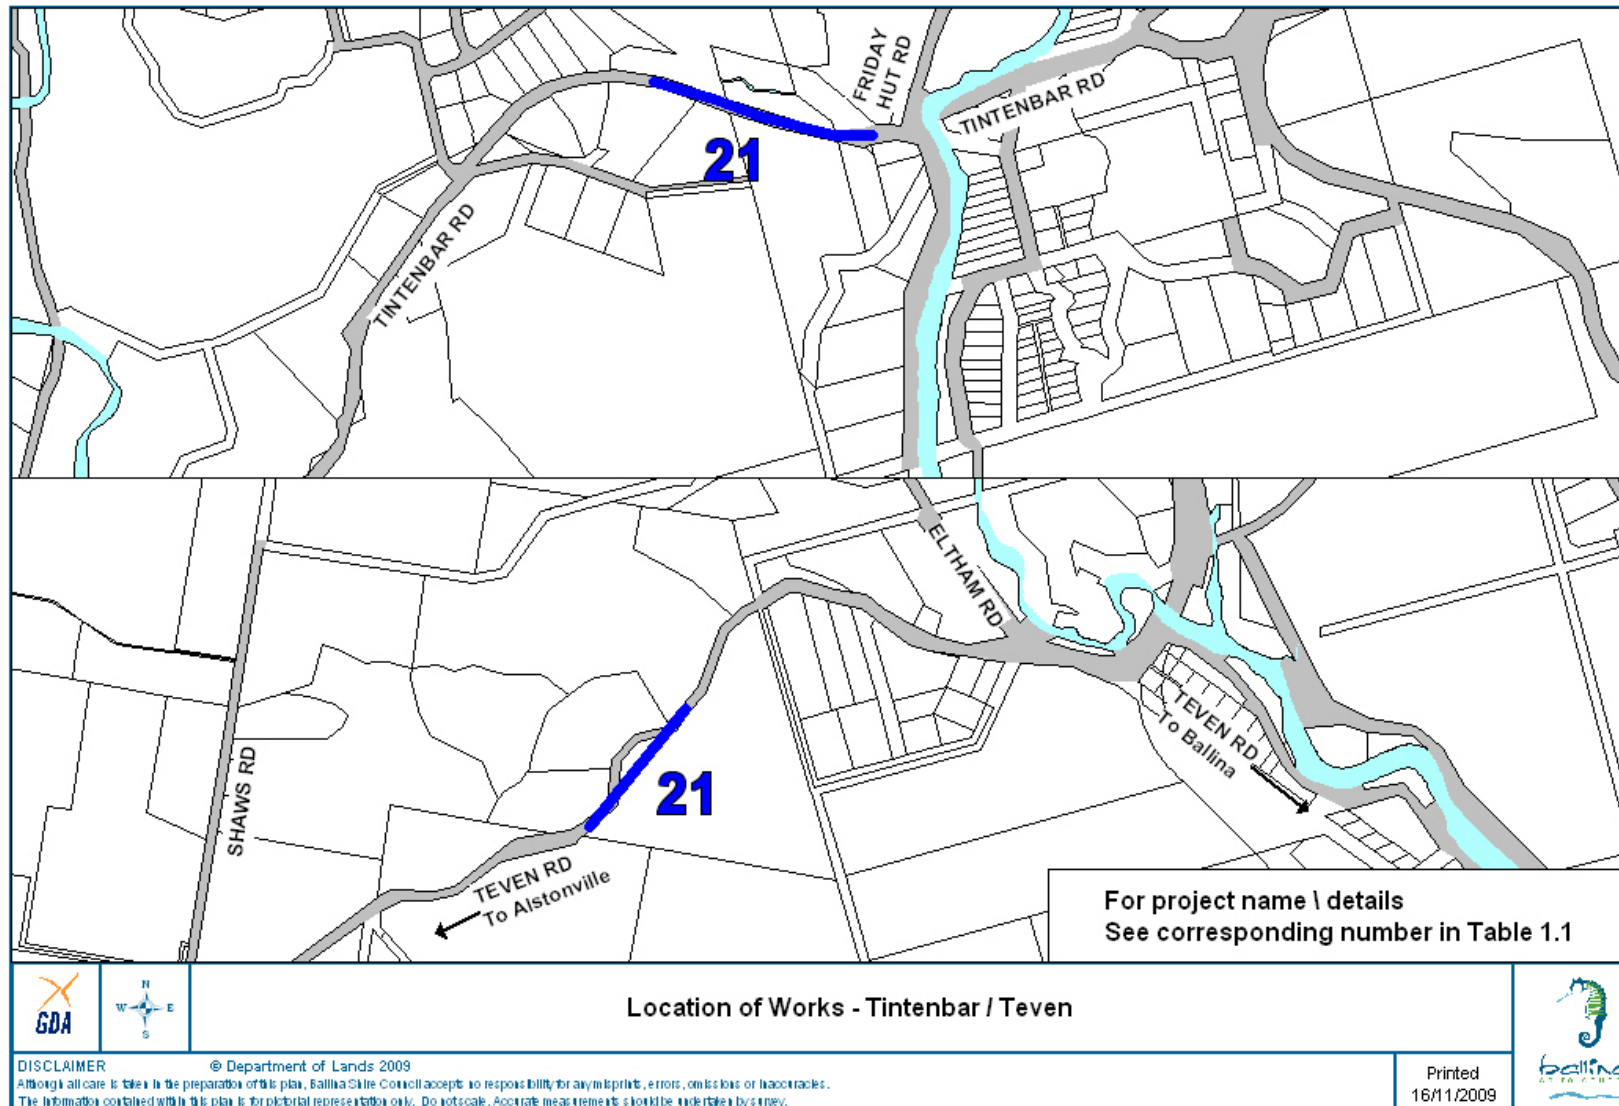 FRIDAY
HUT RD
TINTENBAR RD
21
TINTENBAR RD
ELTHAM RD
TEVEN RD
To Ballina
SHAWS RD
21
TEVEN RD
To Alstonville
For project name \ details
See corresponding number in Table 1.1
GDA
N
W E
S
Location of Works - Tintenbar / Teven
DISCLAIMER © Department of Lands 2009
Although all care is taken in the preparation of this plan, Ballina Shire Council accepts no responsibility for any misprints, errors, omissions or inaccuracies.
The information contained within this plan is for pictorial representation only. Do not scale. Accurate measurements should be undertaken by survey.
Printed
16/11/2009
ballina